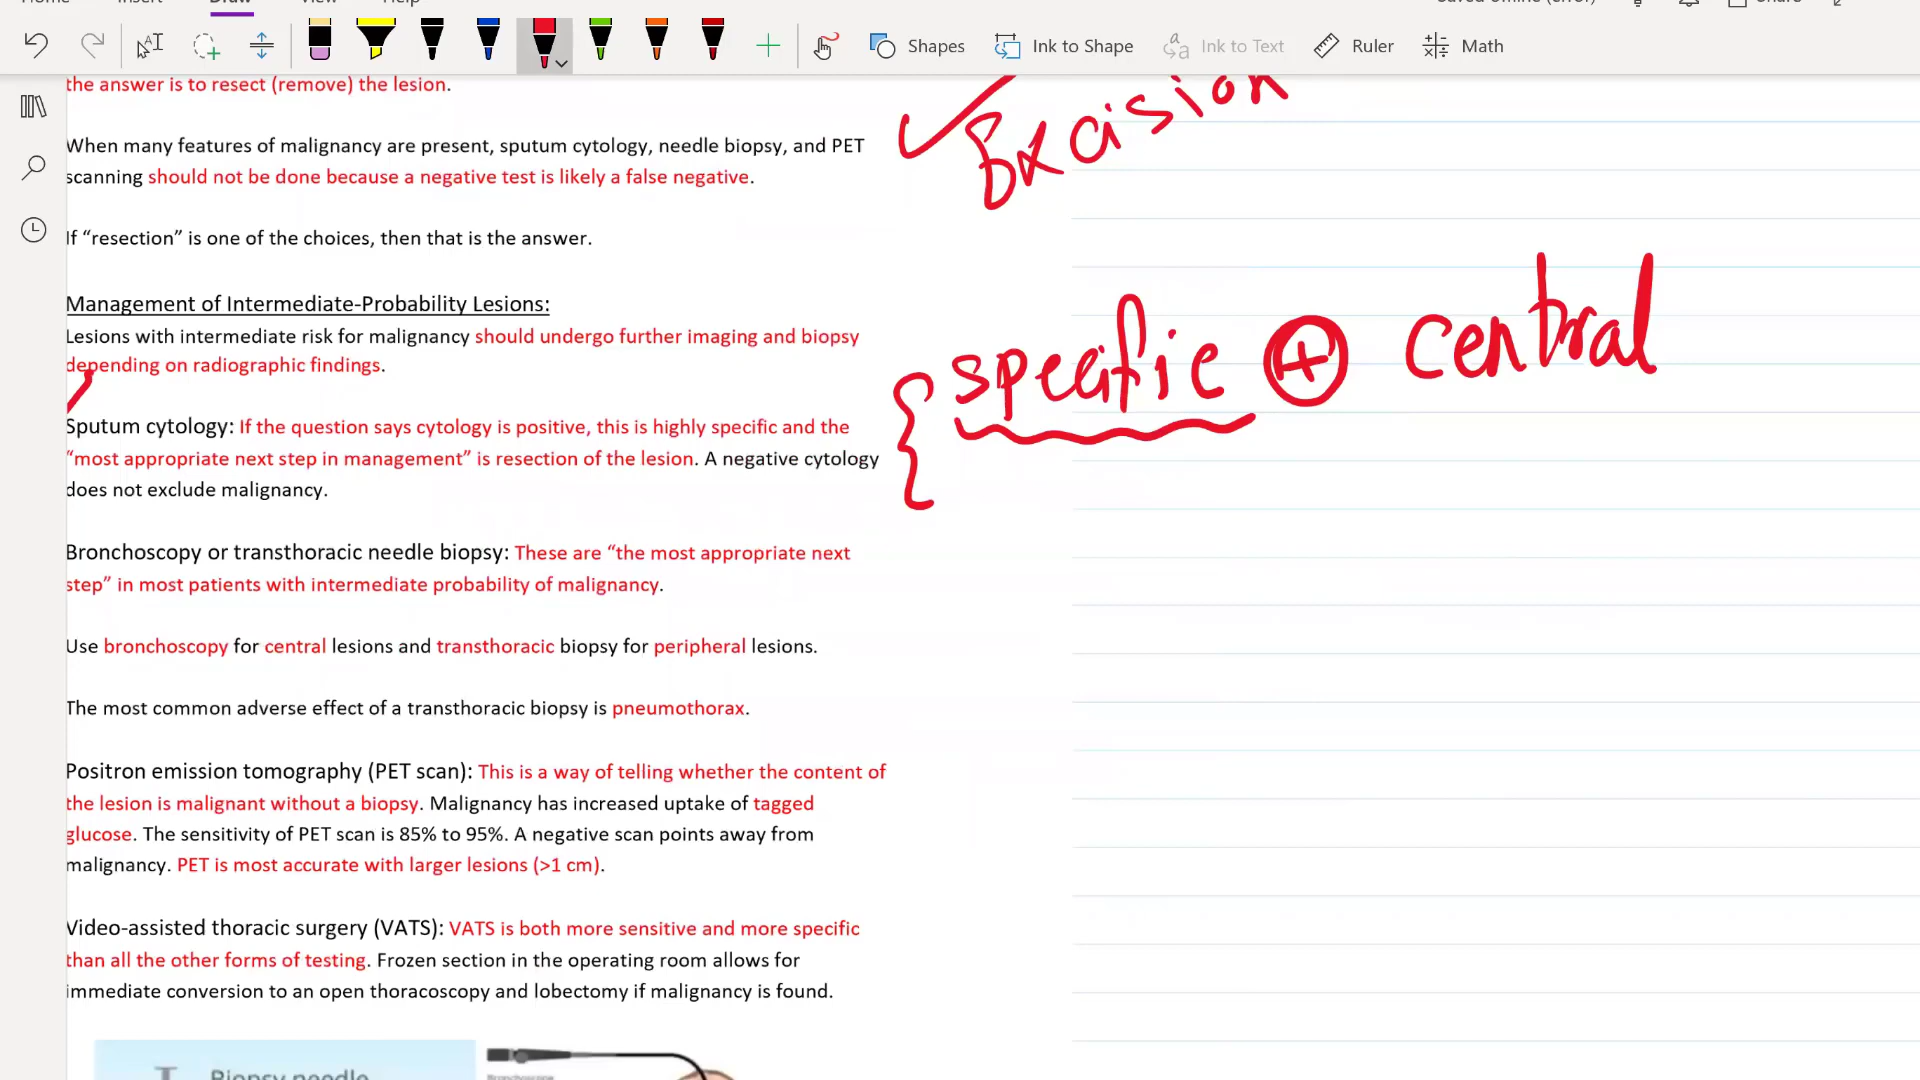 Home Insert Draw View Help Saved online (error) Share
Shapes Ink to Shape Ink to Text Ruler Math
the answer is to resect (remove) the lesion.
Excision
When many features of malignancy are present, sputum cytology, needle biopsy, and PET
scanning should not be done because a negative test is likely a false negative.
If “resection” is one of the choices, then that is the answer.
Management of Intermediate-Probability Lesions:
Lesions with intermediate risk for malignancy should undergo further imaging and biopsy
depending on radiographic findings.
specific + central
Sputum cytology: If the question says cytology is positive, this is highly specific and the
“most appropriate next step in management” is resection of the lesion. A negative cytology
does not exclude malignancy.
Bronchoscopy or transthoracic needle biopsy: These are “the most appropriate next
step” in most patients with intermediate probability of malignancy.
Use bronchoscopy for central lesions and transthoracic biopsy for peripheral lesions.
The most common adverse effect of a transthoracic biopsy is pneumothorax.
Positron emission tomography (PET scan): This is a way of telling whether the content of
the lesion is malignant without a biopsy. Malignancy has increased uptake of tagged
glucose. The sensitivity of PET scan is 85% to 95%. A negative scan points away from
malignancy. PET is most accurate with larger lesions (>1 cm).
Video-assisted thoracic surgery (VATS): VATS is both more sensitive and more specific
than all the other forms of testing. Frozen section in the operating room allows for
immediate conversion to an open thoracoscopy and lobectomy if malignancy is found.
Biopsy needle
Bronchoscope